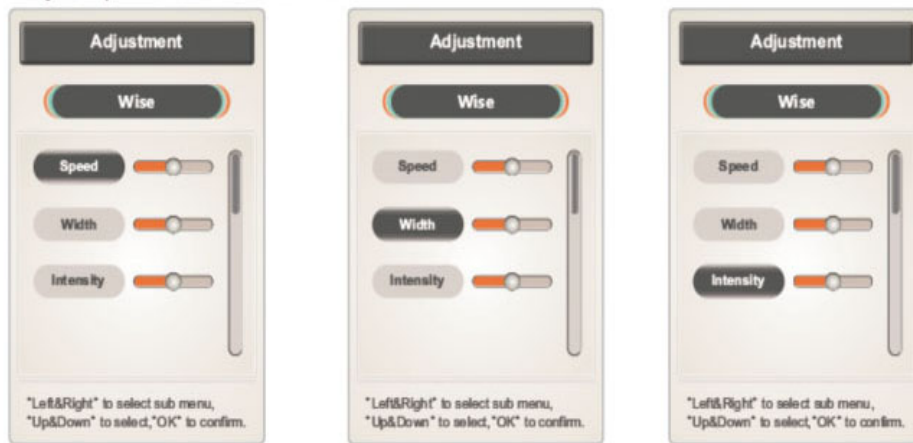 Adjustment
Wise
Speed
Width
Intensity
"Left&Right" to select sub menu,
"Up&Down" to select,"OK" to confirm.
Adjustment
Wise
Speed
Width
Intensity
"Left&Right" to select sub menu,
"Up&Down" to select,"OK" to confirm.
Adjustment
Wise
Speed
Width
Intensity
"Left&Right" to select sub menu,
"Up&Down" to select,"OK" to confirm.